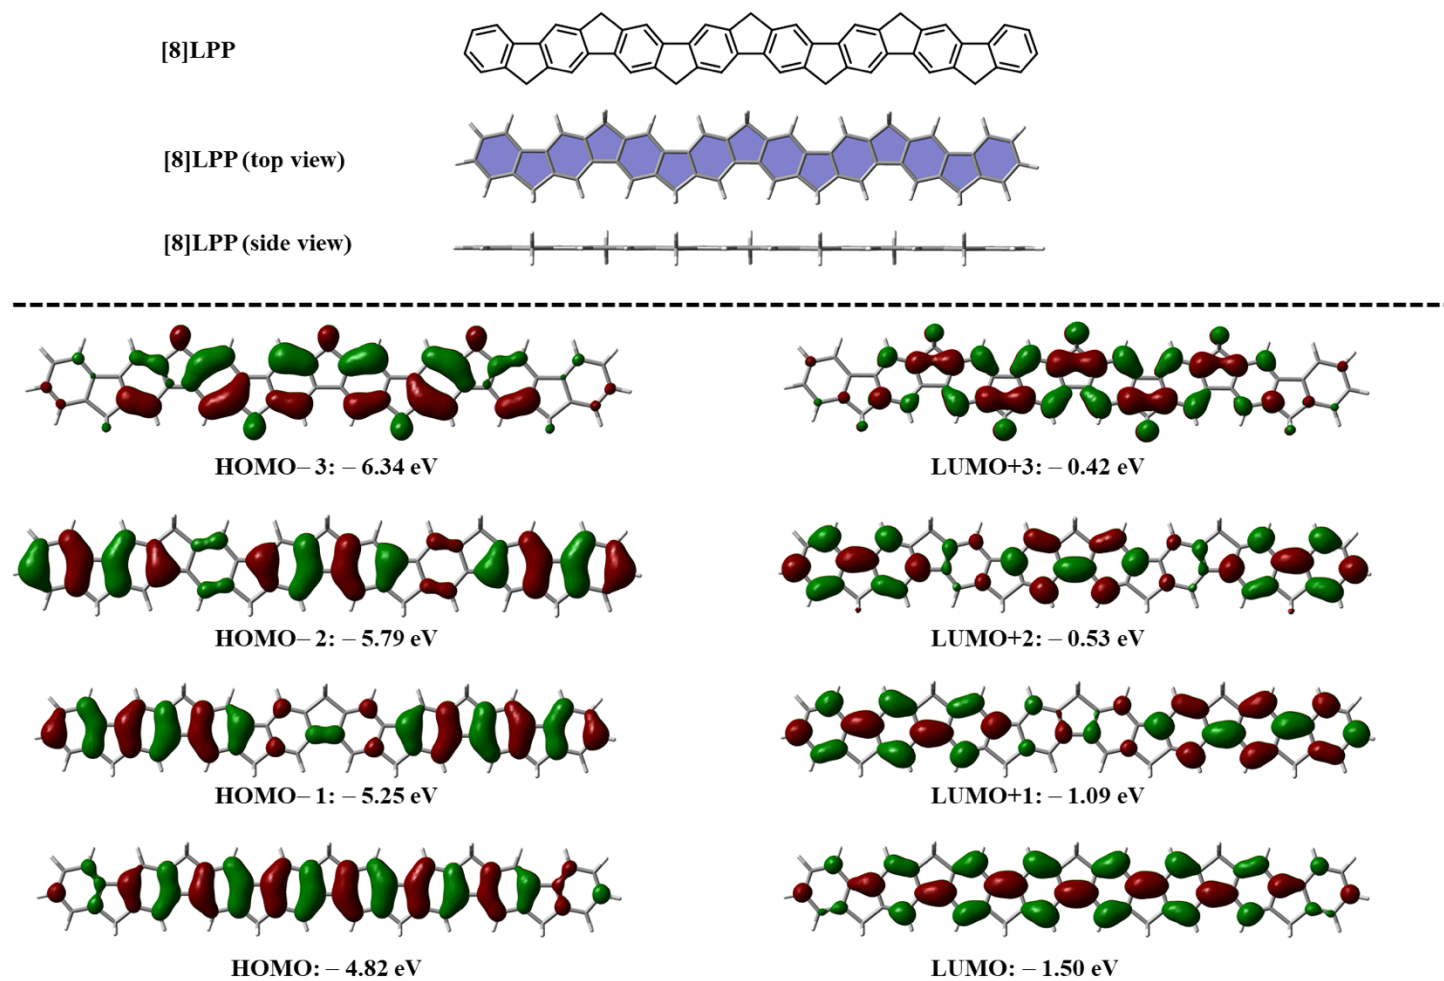 [8]LPP
[8]LPP (top view)
[8]LPP (side view)
HOMO– 3: – 6.34 eV
LUMO+3: – 0.42 eV
HOMO– 2: – 5.79 eV
LUMO+2: – 0.53 eV
HOMO– 1: – 5.25 eV
LUMO+1: – 1.09 eV
HOMO: – 4.82 eV
LUMO: – 1.50 eV